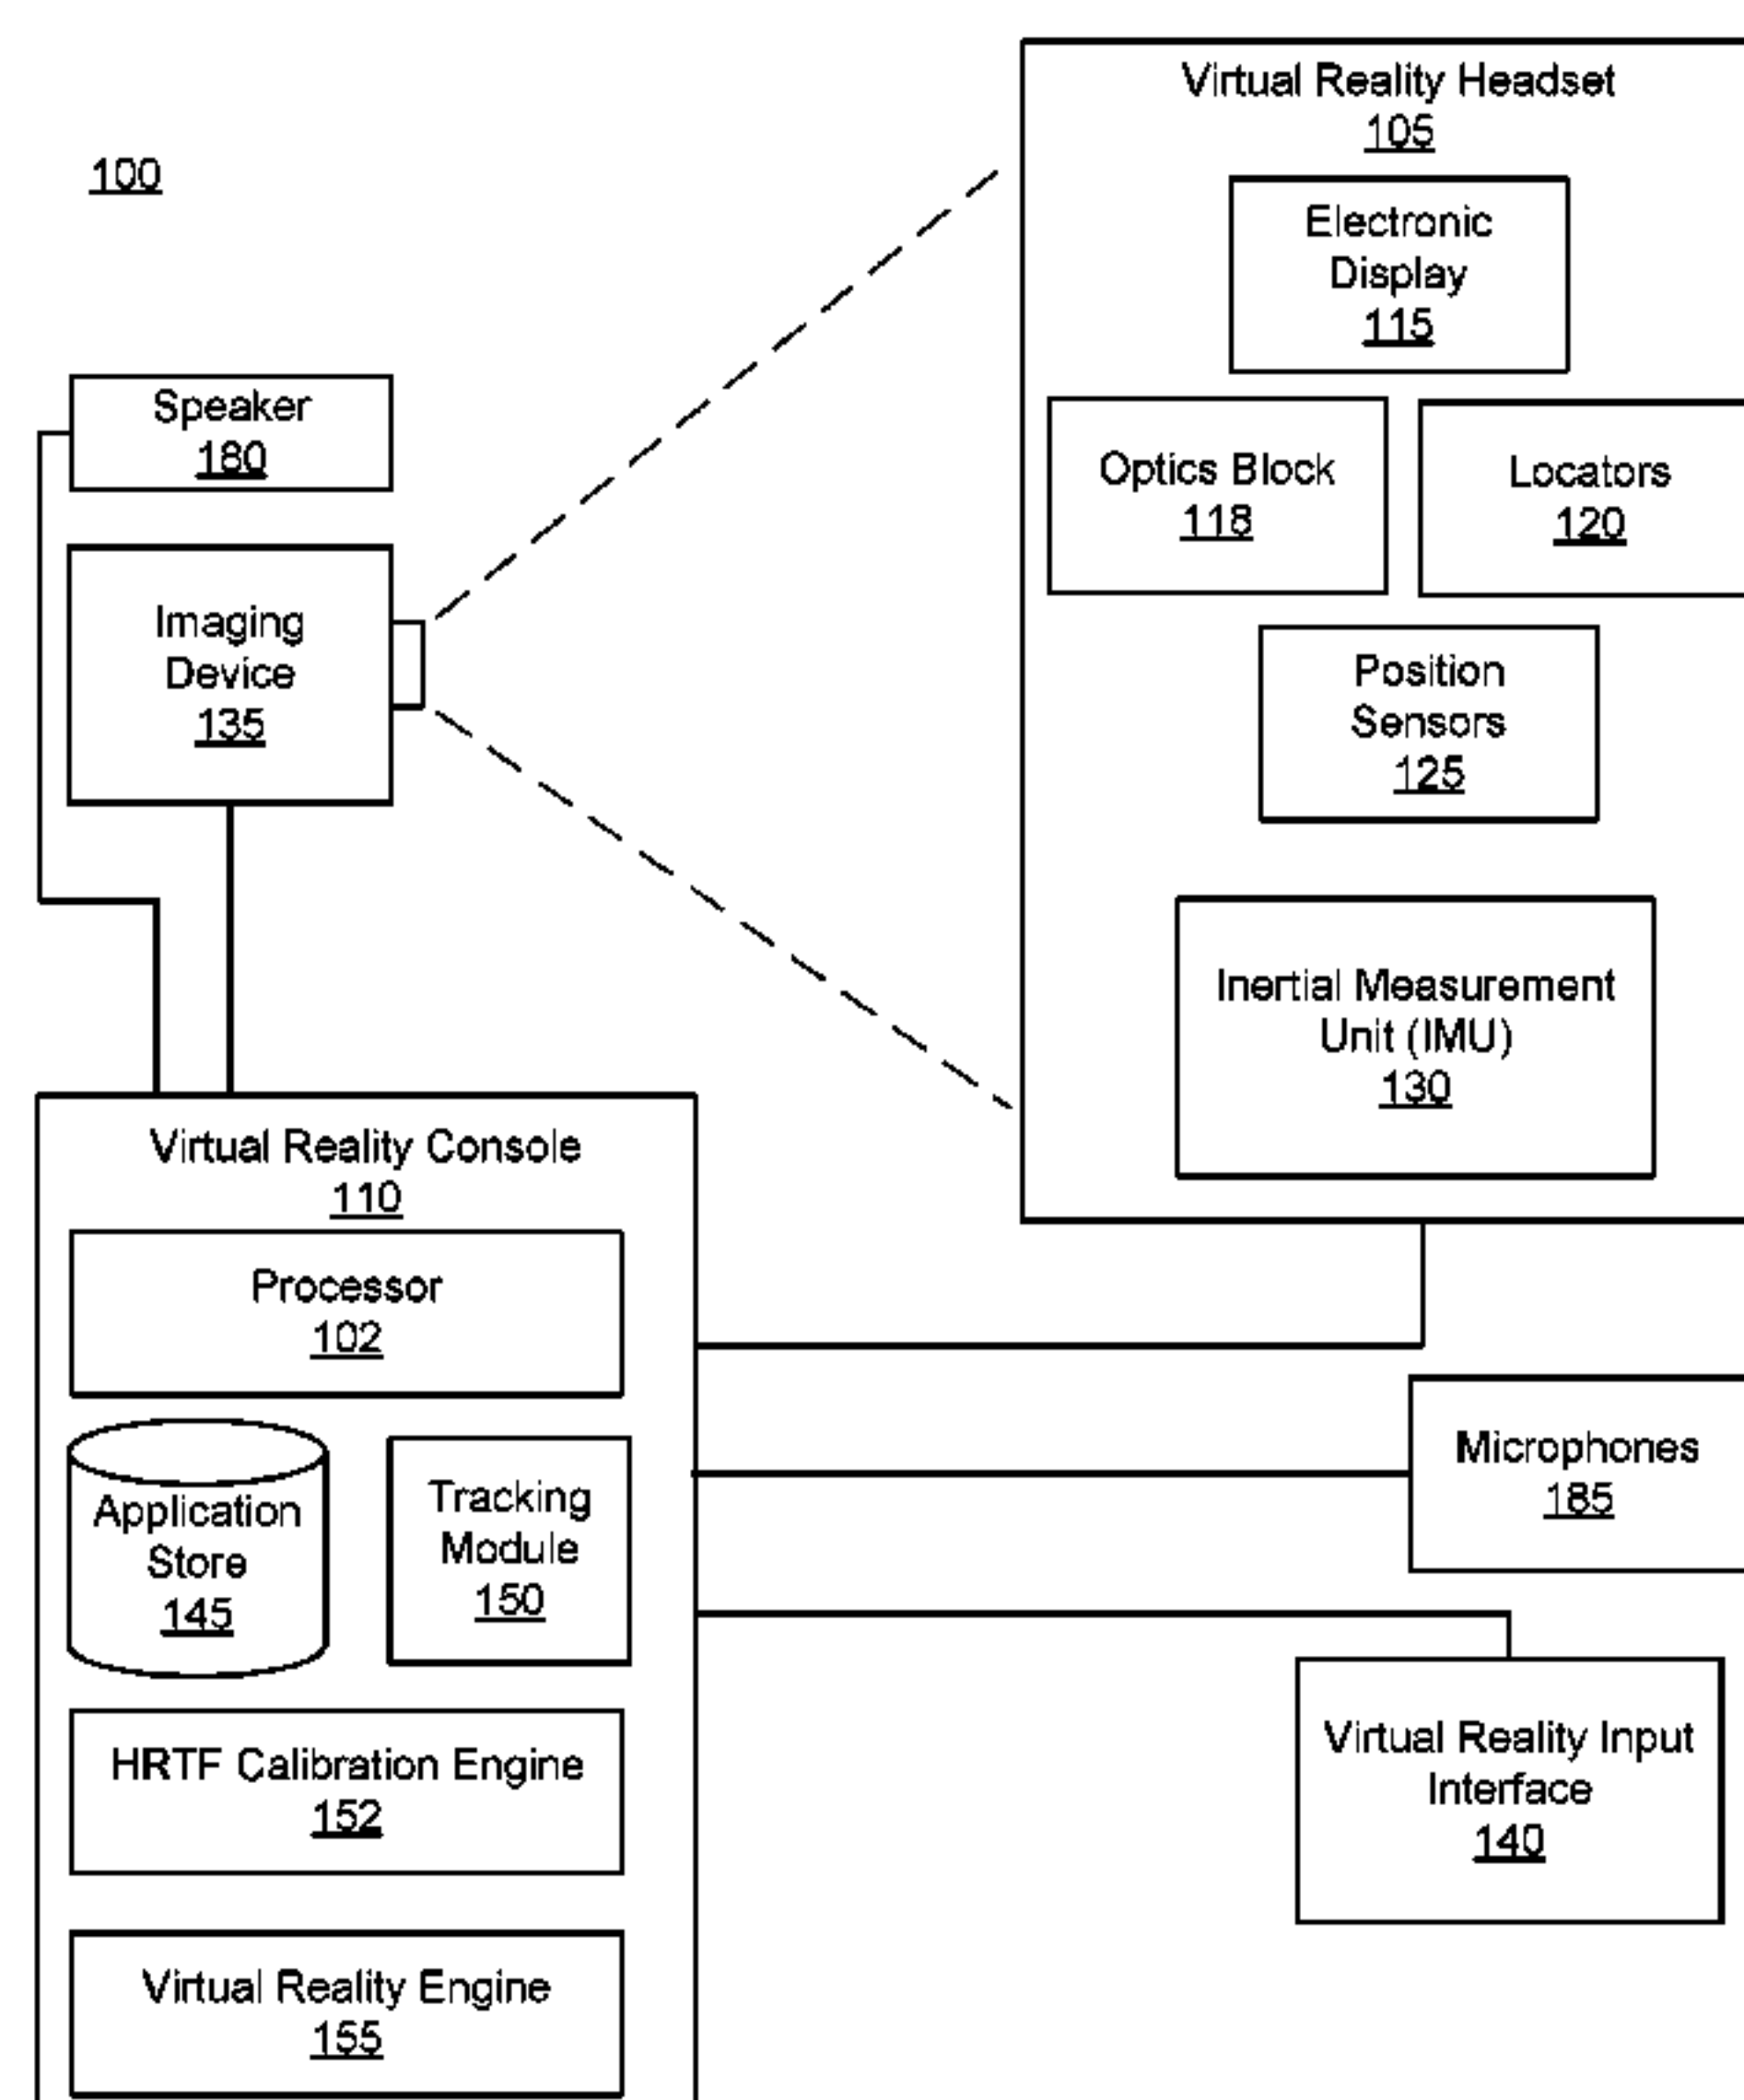 100
Virtual Reality Headset
105
Electronic
Display
115
Optics Block
118
Locators
120
Position
Sensors
125
Inertial Measurement
Unit (IMU)
130
Speaker
180
Imaging
Device
135
Virtual Reality Console
110
Processor
102
Application
Store
145
Tracking
Module
150
HRTF Calibration Engine
152
Virtual Reality Engine
155
Microphones
185
Virtual Reality Input
Interface
140